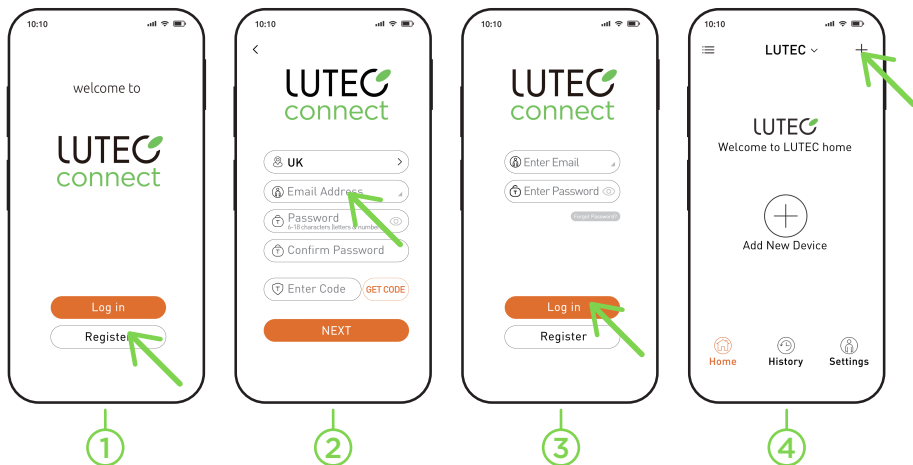 10:10
welcome to
LUTEC
connect
Log in
Register
1
10:10
LUTEC
connect
UK
Email Address
Password
6-18 characters (letters & numbers)
Confirm Password
Enter Code
GET CODE
NEXT
2
10:10
LUTEC
connect
Enter Email
Enter Password
Forgot Password?
Log in
Register
3
10:10
LUTEC
LUTEC
Welcome to LUTEC home
Add New Device
Home History Settings
4